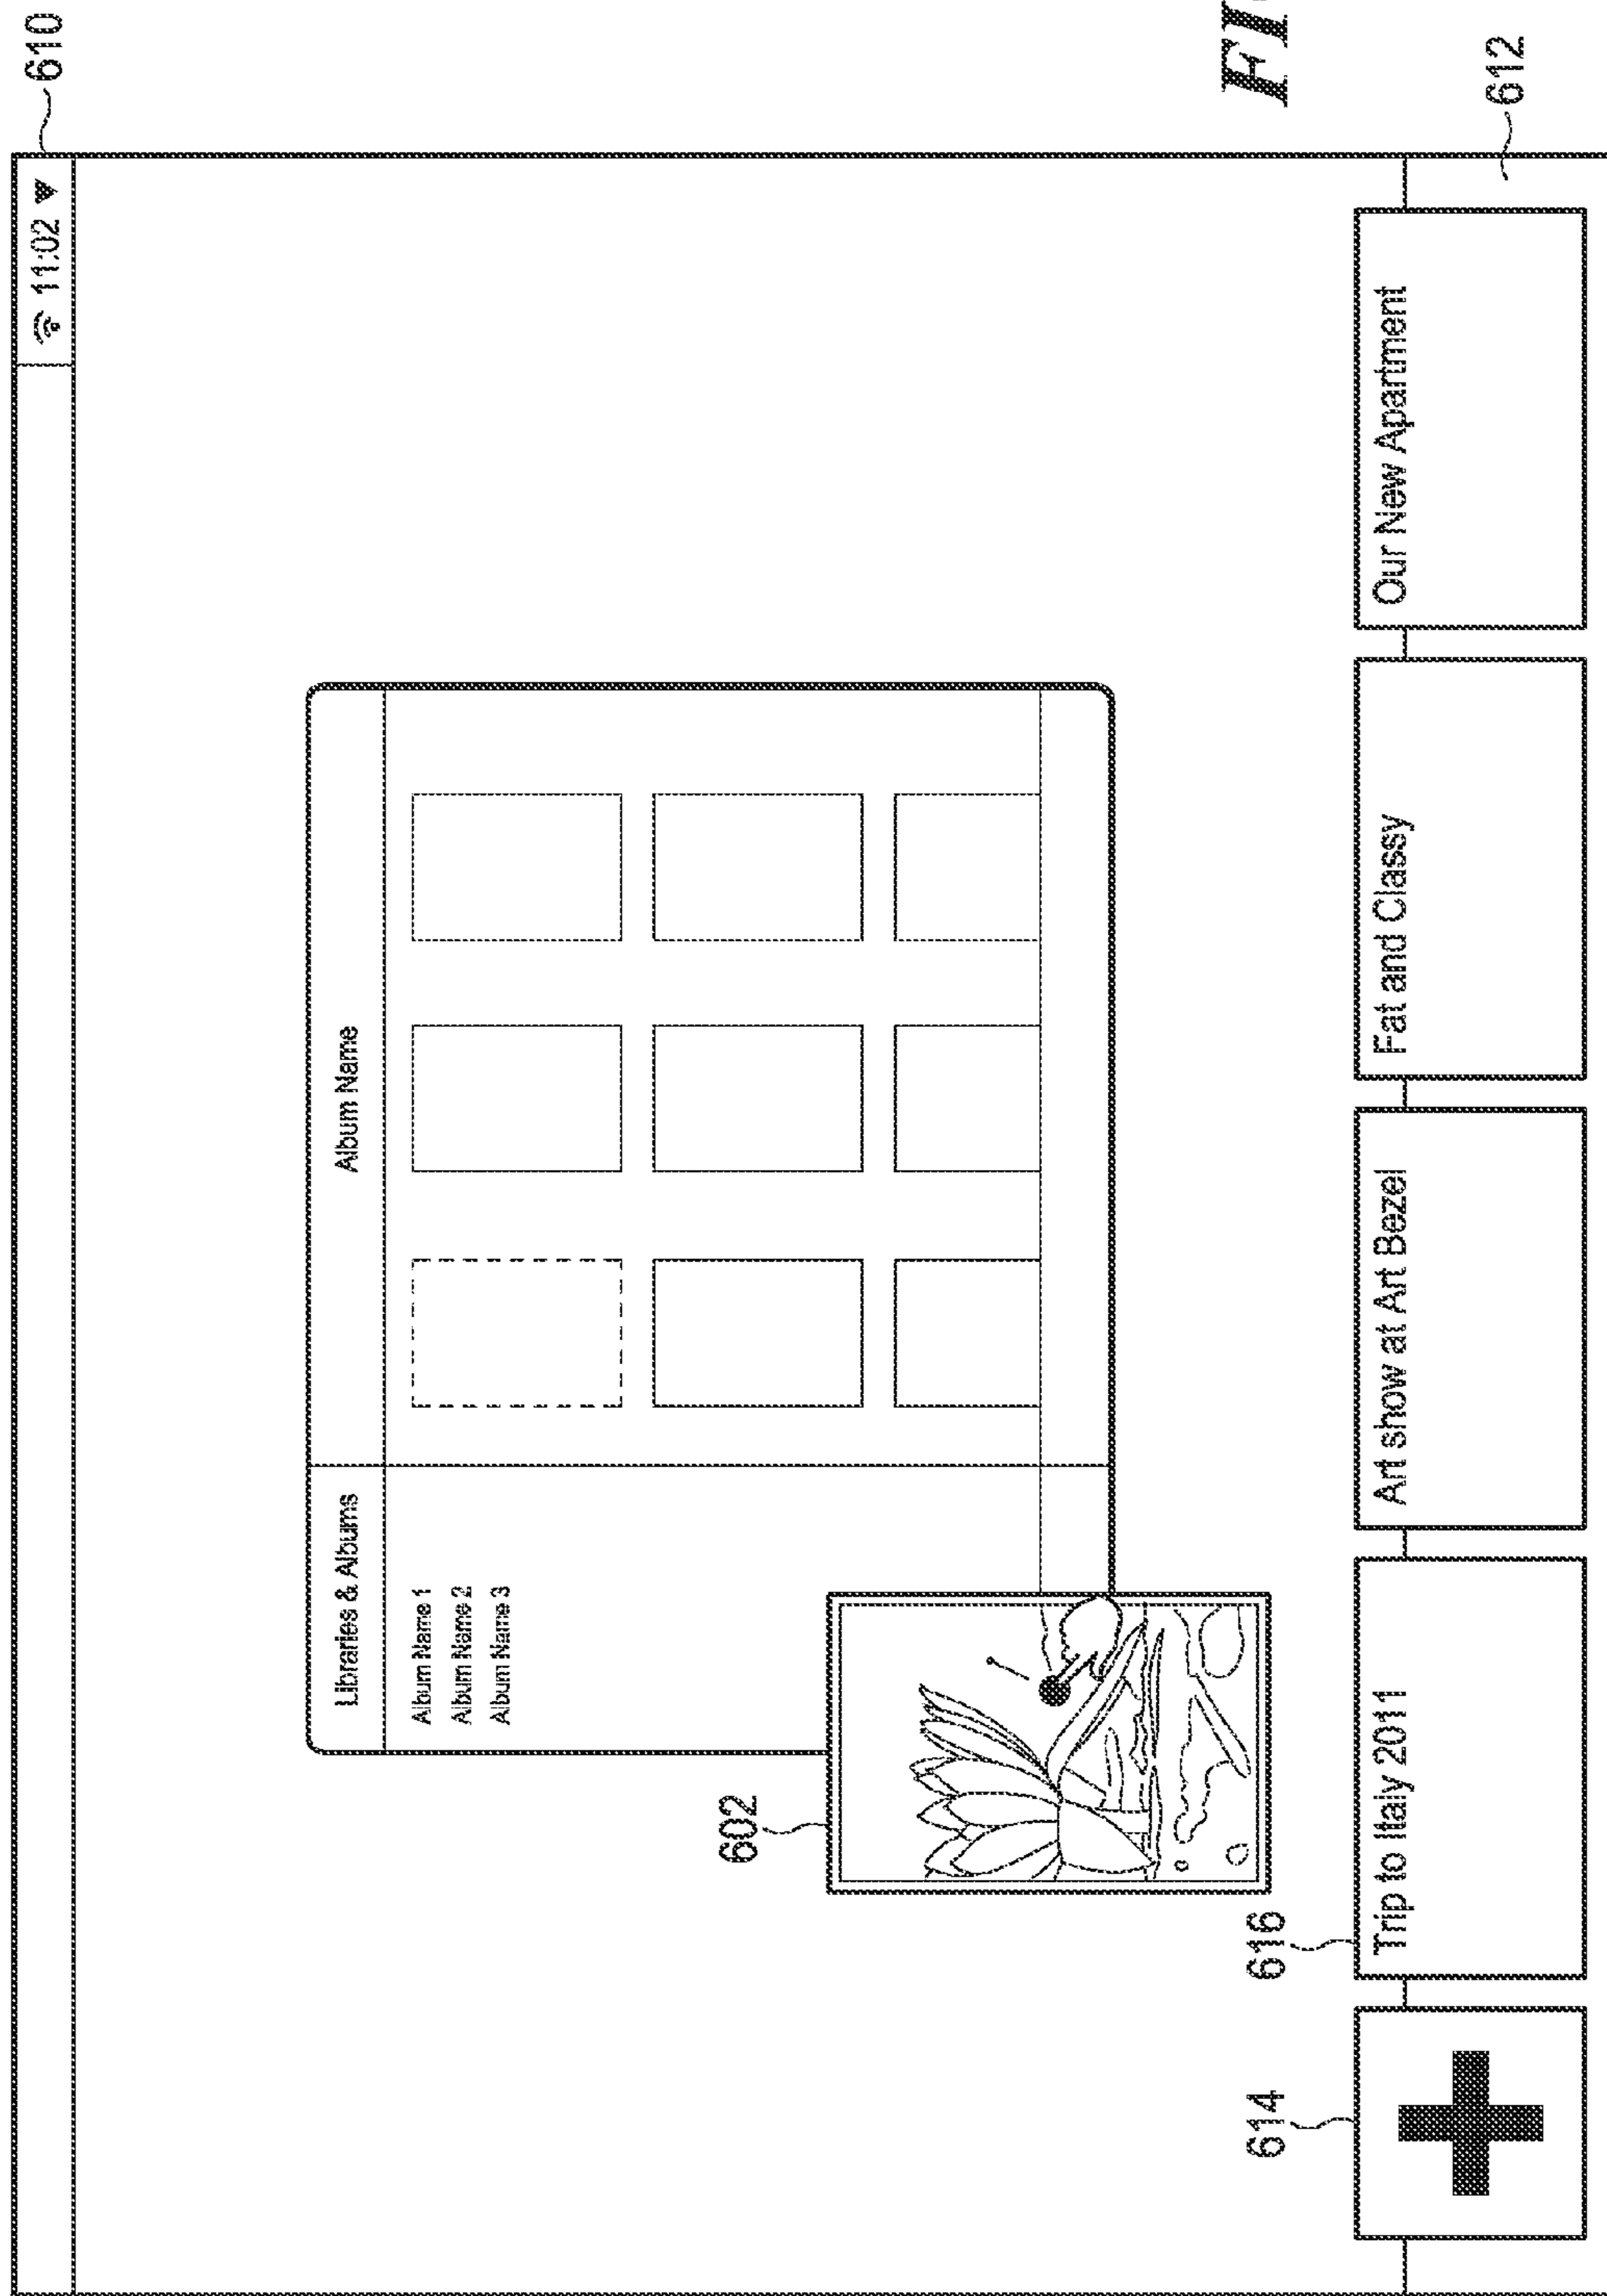 11:02
610
Libraries & Albums
Album Name
Album Name 1
Album Name 2
Album Name 3
602
616
614
Trip to Italy 2011
Art show at Art Bezel
Fat and Classy
Our New Apartment
612